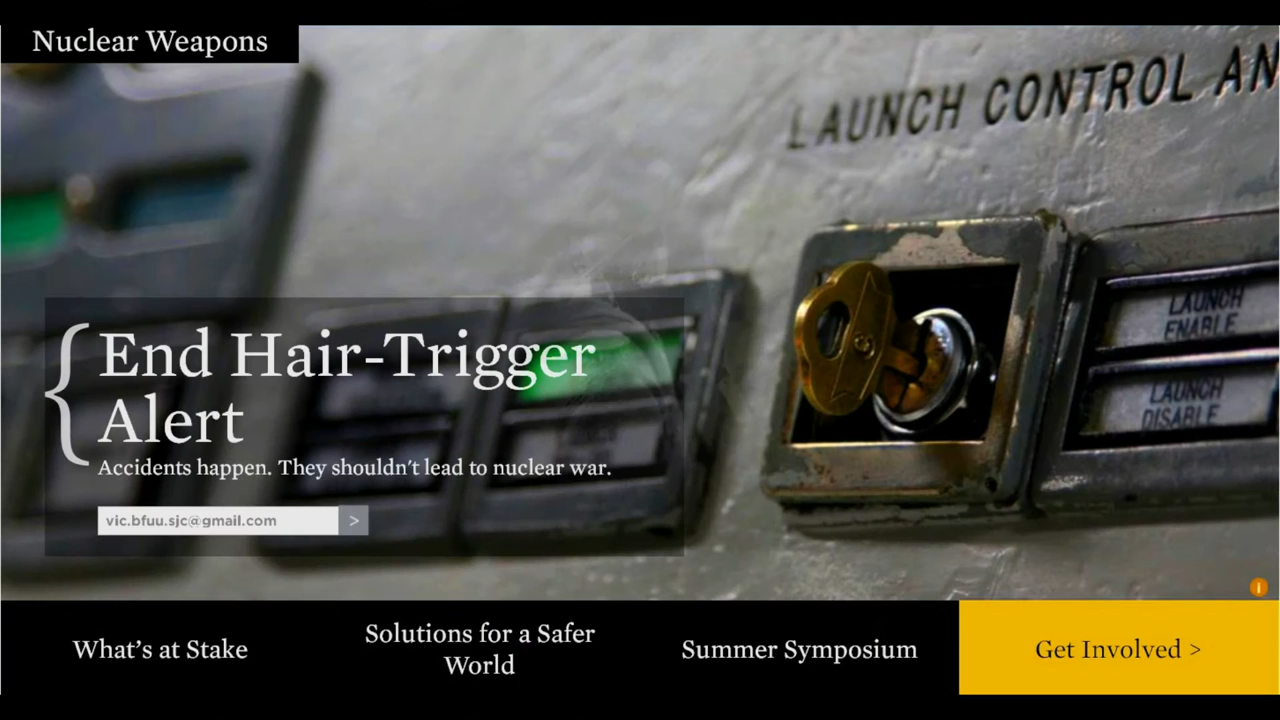 Nuclear Weapons
LAUNCH CONTROL AN
LAUNCH
ENABLE
LAUNCH
DISABLE
End Hair-Trigger
Alert
Accidents happen. They shouldn't lead to nuclear war.
vic.bfuu.sjc@gmail.com >
i
What's at Stake
Solutions for a Safer
World
Summer Symposium
Get Involved >